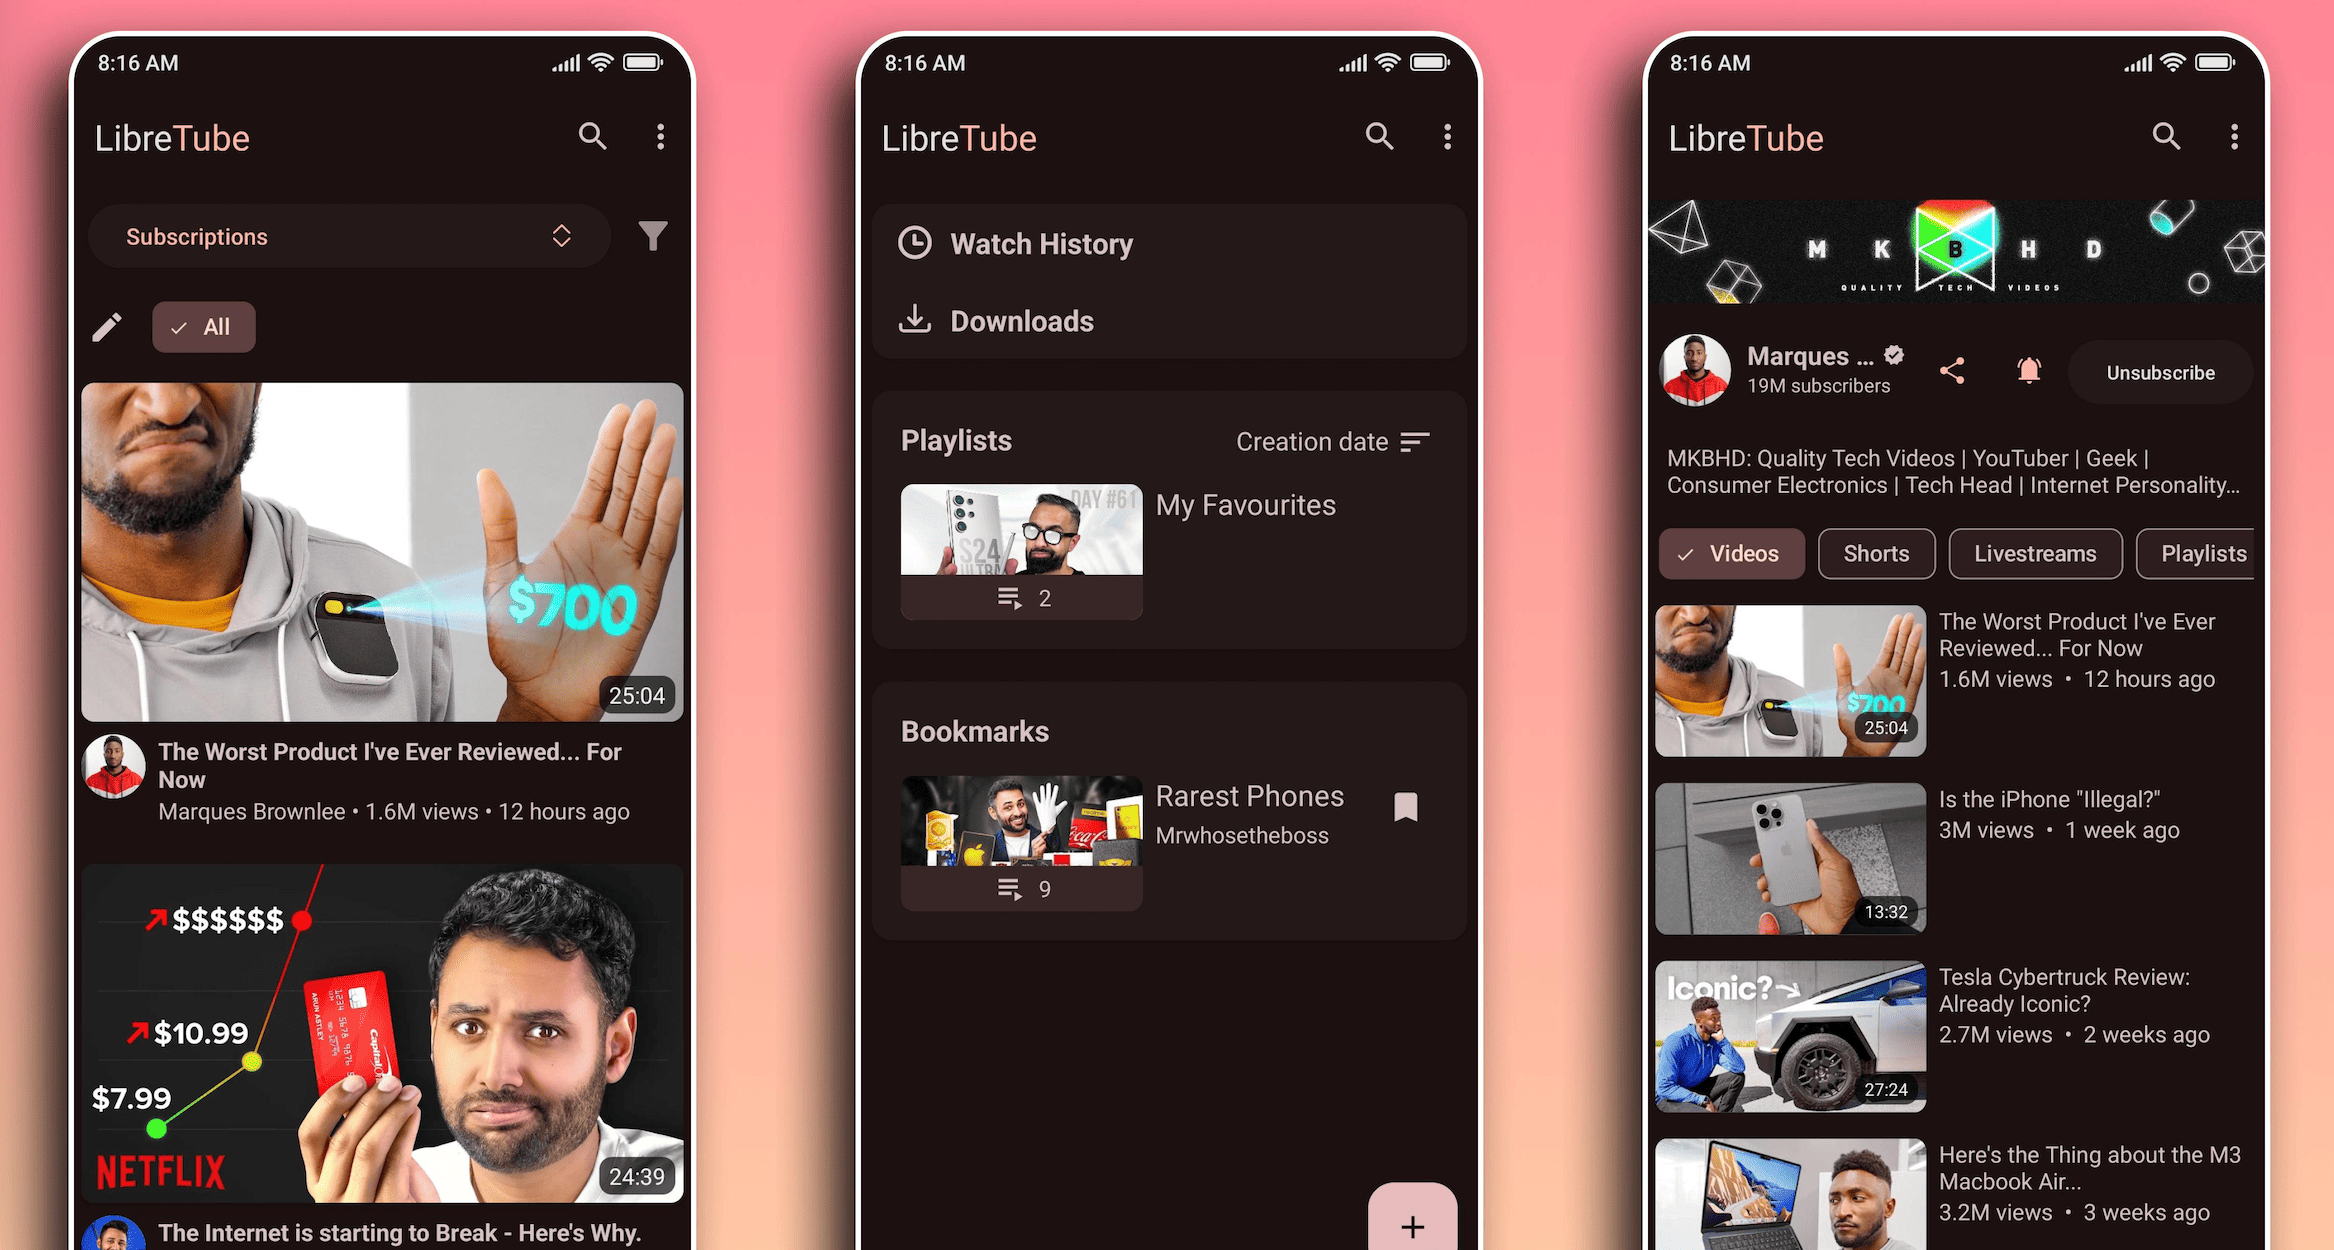 8:16 AM
LibreTube
Subscriptions
All
$700
25:04
The Worst Product I've Ever Reviewed... For
Now
Marques Brownlee • 1.6M views • 12 hours ago
$$$$$$
$10.99
$7.99
NETFLIX
ARUN ASTLEY
Capital
24:39
The Internet is starting to Break - Here's Why.
8:16 AM
LibreTube
Watch History
Downloads
Playlists
Creation date
DAY #61
S24
ULTRA
My Favourites
2
Bookmarks
Rarest Phones
Mrwhosetheboss
9
+
8:16 AM
LibreTube
M K B H D
QUALITY TECH VIDEOS
Marques ...
19M subscribers
Unsubscribe
MKBHD: Quality Tech Videos | YouTuber | Geek |
Consumer Electronics | Tech Head | Internet Personality...
Videos
Shorts
Livestreams
Playlists
$700
25:04
The Worst Product I've Ever
Reviewed... For Now
1.6M views • 12 hours ago
13:32
Is the iPhone "Illegal?"
3M views • 1 week ago
Iconic?
27:24
Tesla Cybertruck Review:
Already Iconic?
2.7M views • 2 weeks ago
Here's the Thing about the M3
Macbook Air...
3.2M views • 3 weeks ago